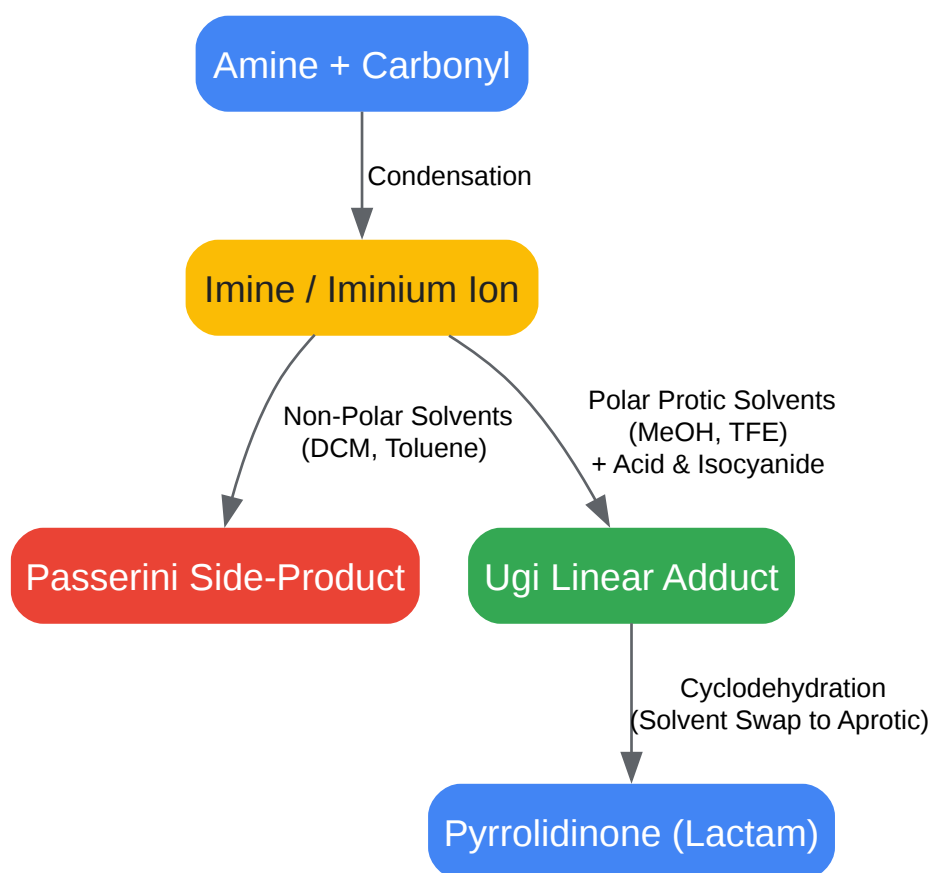 Amine + Carbonyl
Condensation
Imine / Iminium Ion
Non-Polar Solvents
(DCM, Toluene)
Polar Protic Solvents
(MeOH, TFE)
+ Acid & Isocyanide
Passerini Side-Product
Ugi Linear Adduct
Cyclodehydration
(Solvent Swap to Aprotic)
Pyrrolidinone (Lactam)